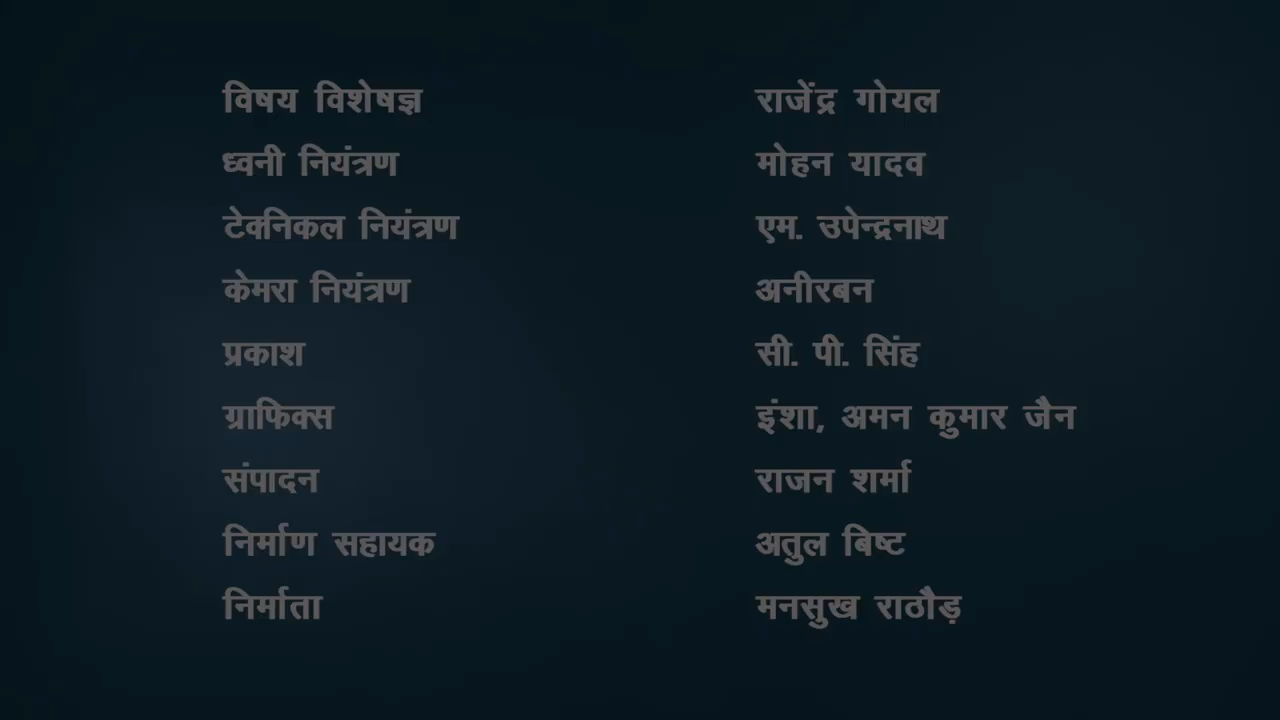 विषय विशेषज्ञ राजेंद्र गोयल
ध्वनी नियंत्रण मोहन यादव
टेक्निकल नियंत्रण एम. उपेन्द्रनाथ
केमरा नियंत्रण अनीरबन
प्रकाश सी. पी. सिंह
ग्राफिक्स इंशा, अमन कुमार जैन
संपादन राजन शर्मा
निर्माण सहायक अतुल बिष्ट
निर्माता मनसुख राठौड़